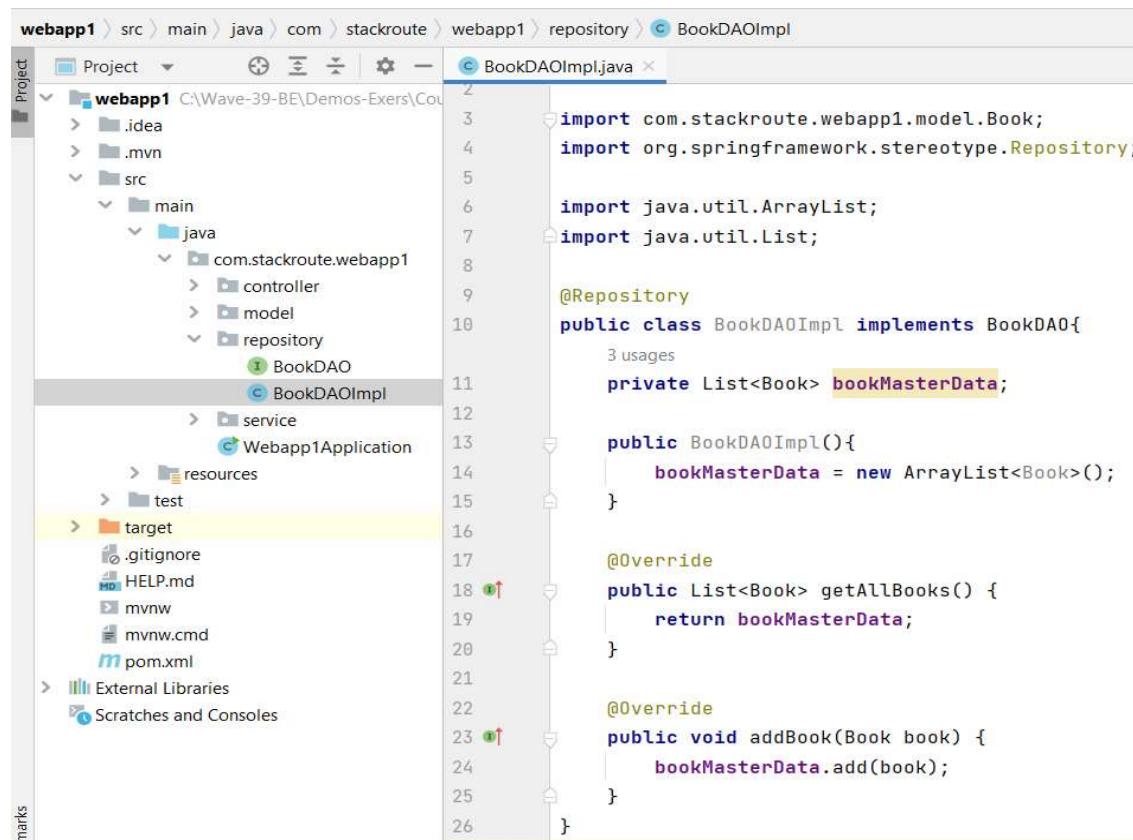 webapp1 > src > main > java > com > stackroute > webapp1 > repository > BookDAOImpl
Project
Project
BookDAOImpl.java
webapp1 C:\Wave-39-BE\Demos-Exers\Cou
.idea
.mvn
src
main
java
com.stackroute.webapp1
controller
model
repository
BookDAO
BookDAOImpl
service
Webapp1Application
resources
test
target
.gitignore
HELP.md
mvnw
mvnw.cmd
pom.xml
External Libraries
Scratches and Consoles
marks
2
3 import com.stackroute.webapp1.model.Book;
4 import org.springframework.stereotype.Repository;
5
6 import java.util.ArrayList;
7 import java.util.List;
8
9 @Repository
10 public class BookDAOImpl implements BookDAO{
3 usages
11 private List<Book> bookMasterData;
12
13 public BookDAOImpl(){
14 bookMasterData = new ArrayList<Book>();
15 }
16
17 @Override
18 public List<Book> getAllBooks() {
19 return bookMasterData;
20 }
21
22 @Override
23 public void addBook(Book book) {
24 bookMasterData.add(book);
25 }
26 }